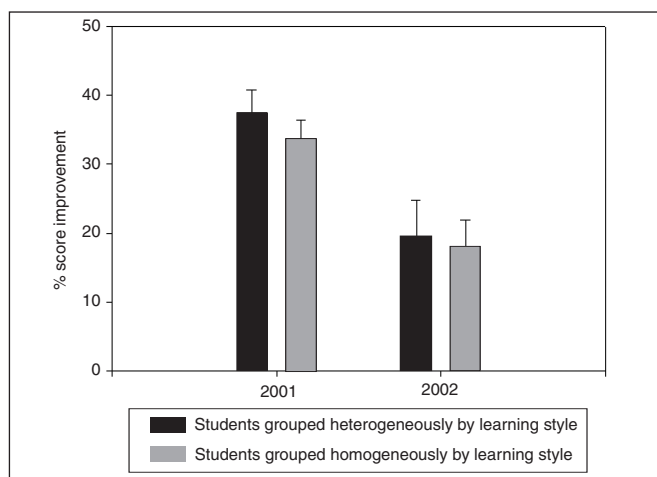 50
40
30
20
10
0
% score improvement
2001 2002
Students grouped heterogeneously by learning style
Students grouped homogeneously by learning style